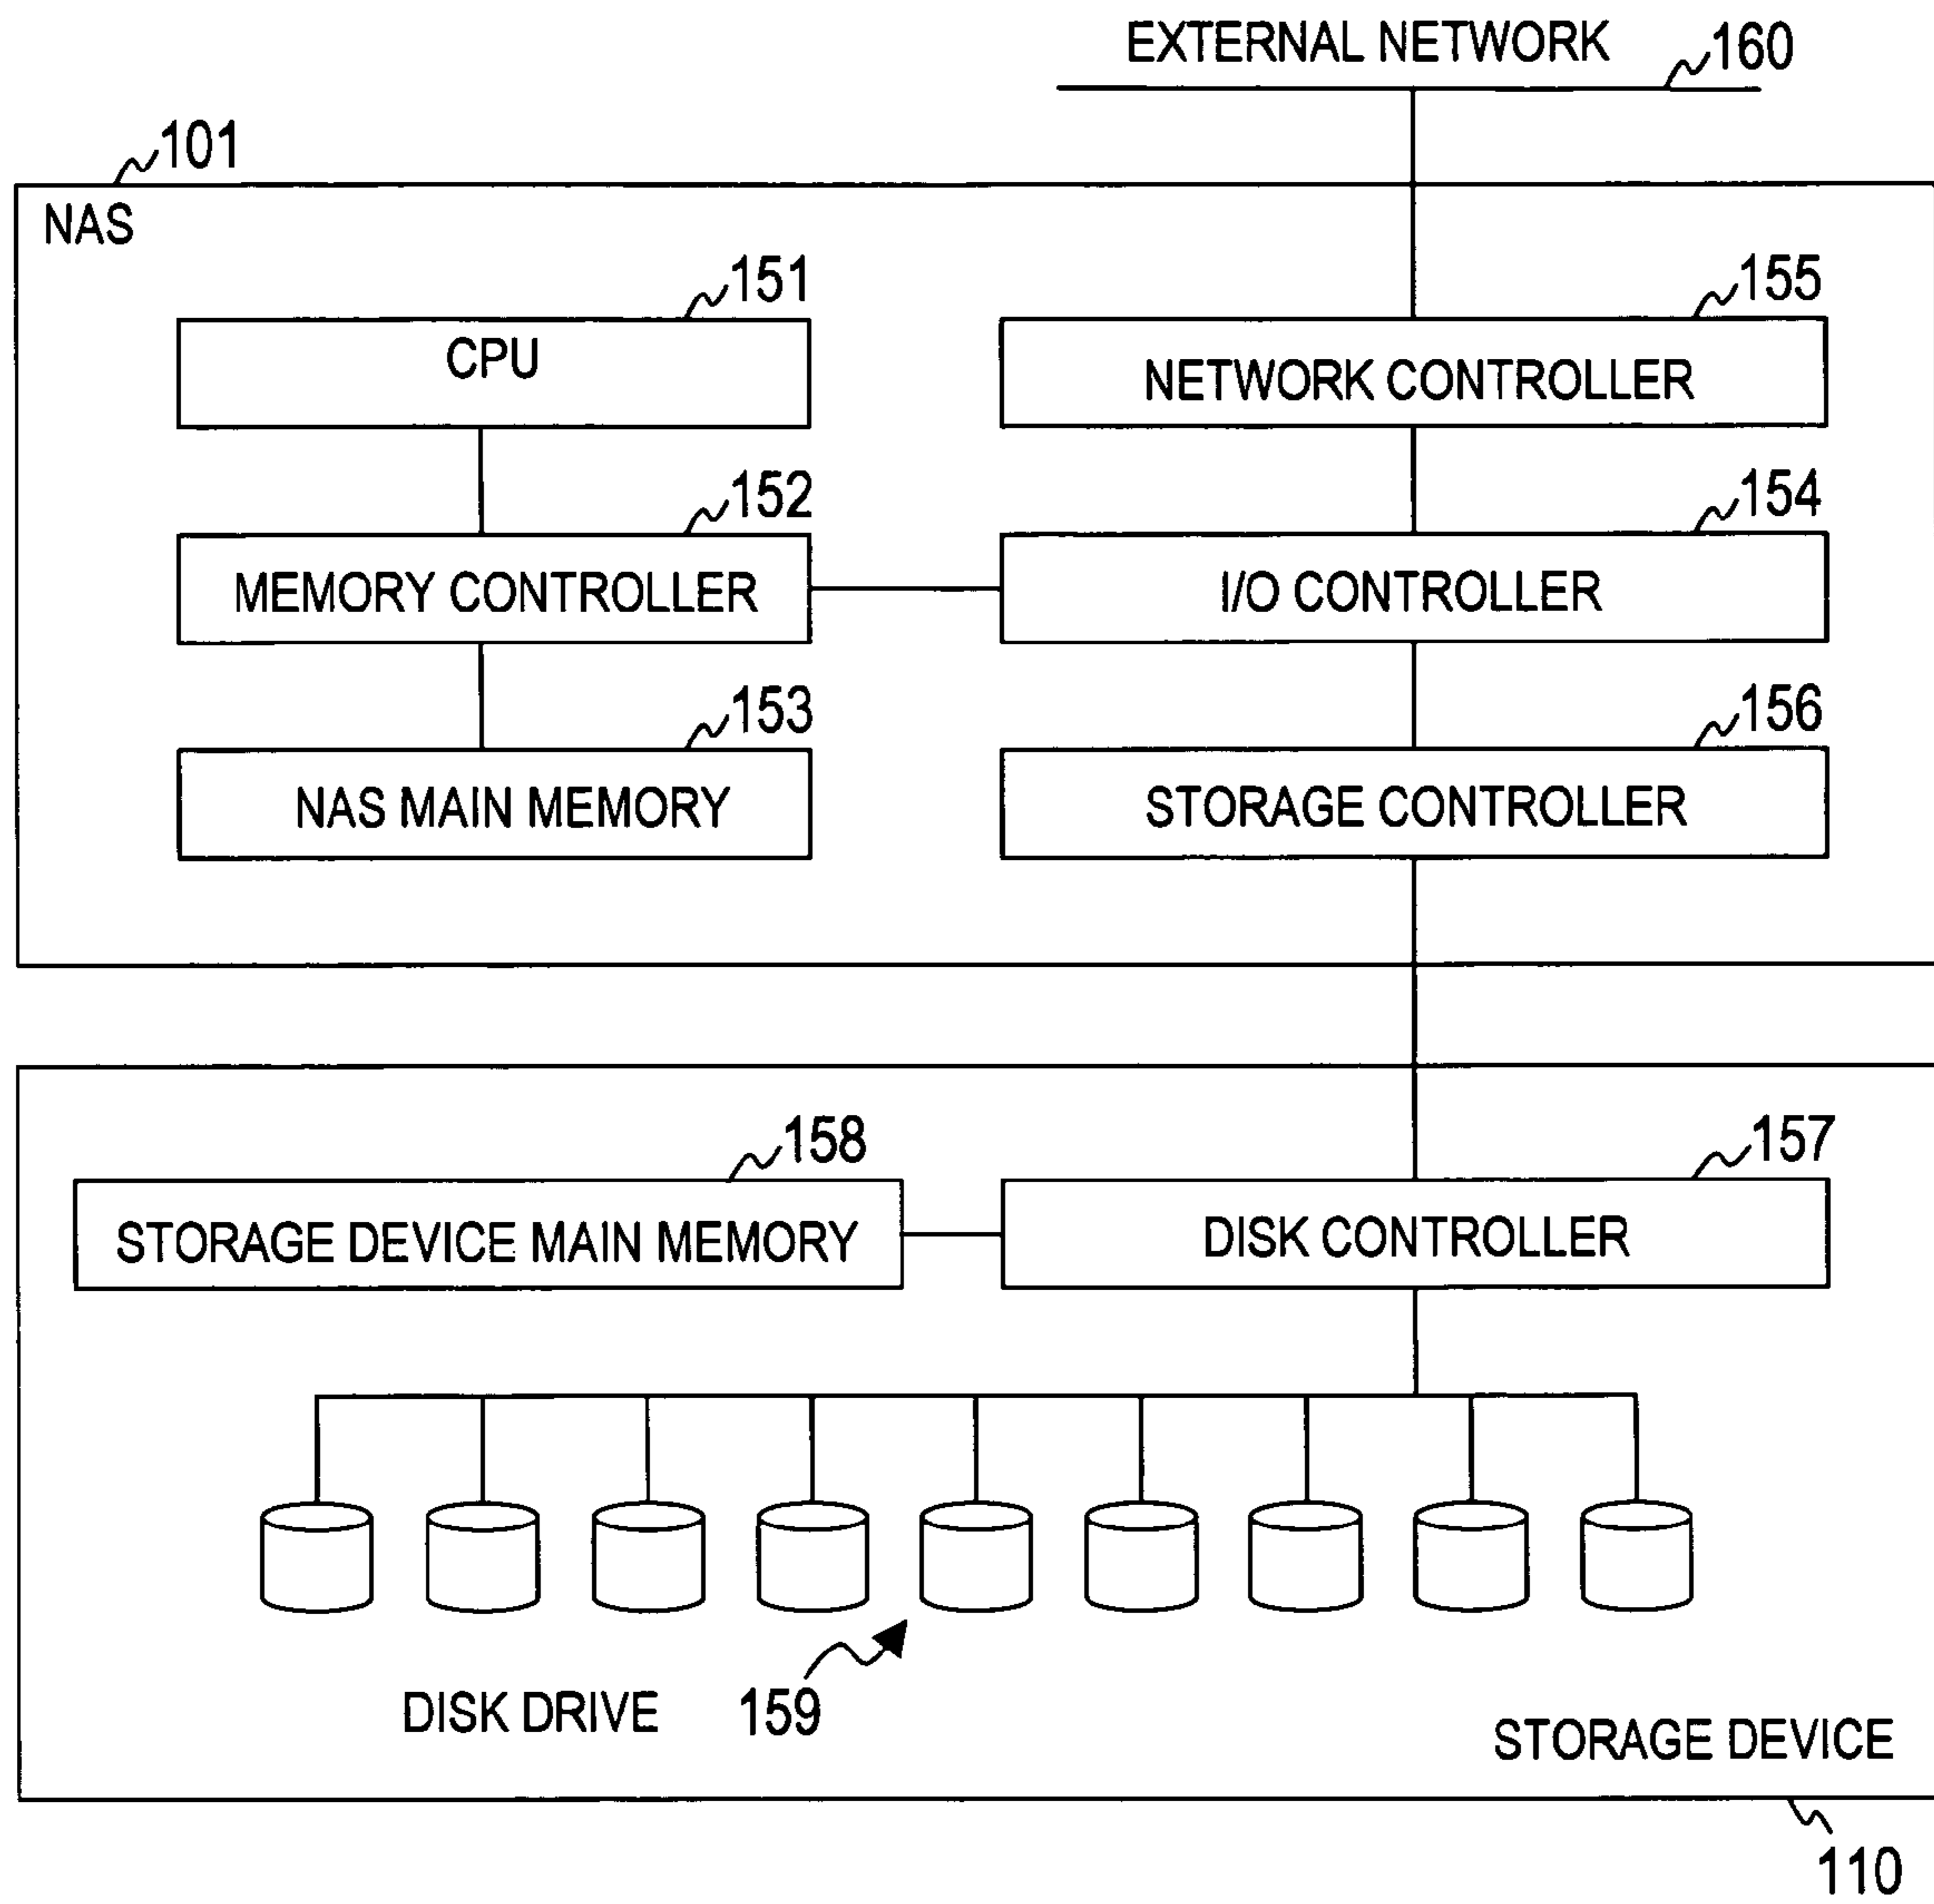 EXTERNAL NETWORK
160
101
NAS
151
155
CPU
NETWORK CONTROLLER
152
154
MEMORY CONTROLLER
I/O CONTROLLER
153
156
NAS MAIN MEMORY
STORAGE CONTROLLER
158
157
STORAGE DEVICE MAIN MEMORY
DISK CONTROLLER
DISK DRIVE
159
STORAGE DEVICE
110